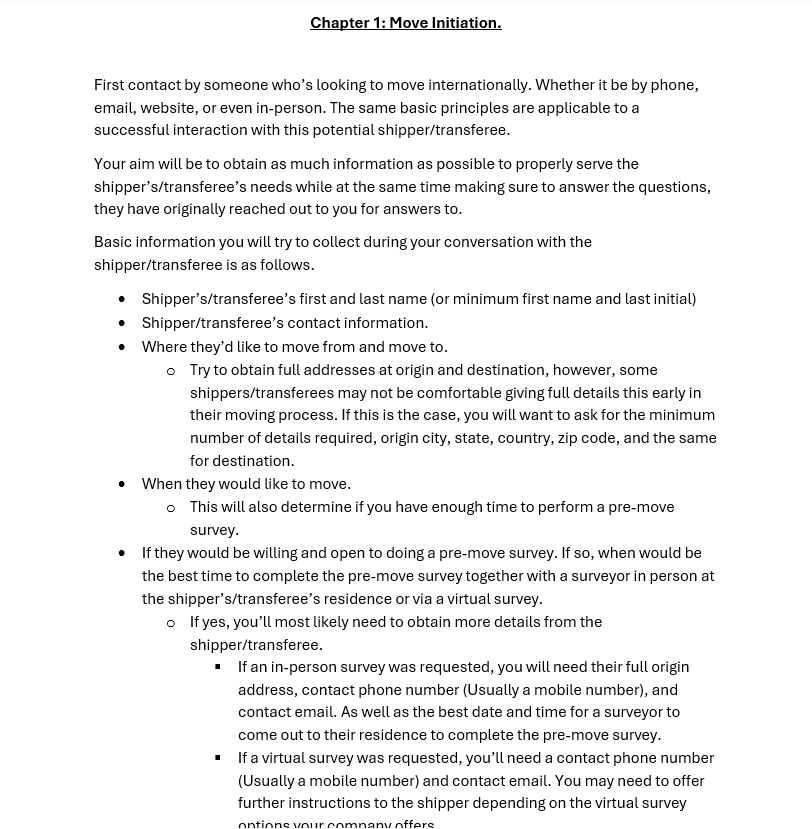 Chapter 1: Move Initiation.
First contact by someone who's looking to move internationally. Whether it be by phone,
email, website, or even in-person. The same basic principles are applicable to a
successful interaction with this potential shipper/transferee.
Your aim will be to obtain as much information as possible to properly serve the
shipper's/transferee's needs while at the same time making sure to answer the questions,
they have originally reached out to you for answers to.
Basic information you will try to collect during your conversation with the
shipper/transferee is as follows.
• Shipper's/transferee's first and last name (or minimum first name and last initial)
• Shipper/transferee's contact information.
• Where they'd like to move from and move to.
o Try to obtain full addresses at origin and destination, however, some
shippers/transferees may not be comfortable giving full details this early in
their moving process. If this is the case, you will want to ask for the minimum
number of details required, origin city, state, country, zip code, and the same
for destination.
• When they would like to move.
o This will also determine if you have enough time to perform a pre-move
survey.
• If they would be willing and open to doing a pre-move survey. If so, when would be
the best time to complete the pre-move survey together with a surveyor in person at
the shipper's/transferee's residence or via a virtual survey.
o If yes, you'll most likely need to obtain more details from the
shipper/transferee.
▪ If an in-person survey was requested, you will need their full origin
address, contact phone number (Usually a mobile number), and
contact email. As well as the best date and time for a surveyor to
come out to their residence to complete the pre-move survey.
▪ If a virtual survey was requested, you'll need a contact phone number
(Usually a mobile number) and contact email. You may need to offer
further instructions to the shipper depending on the virtual survey
options your company offers.